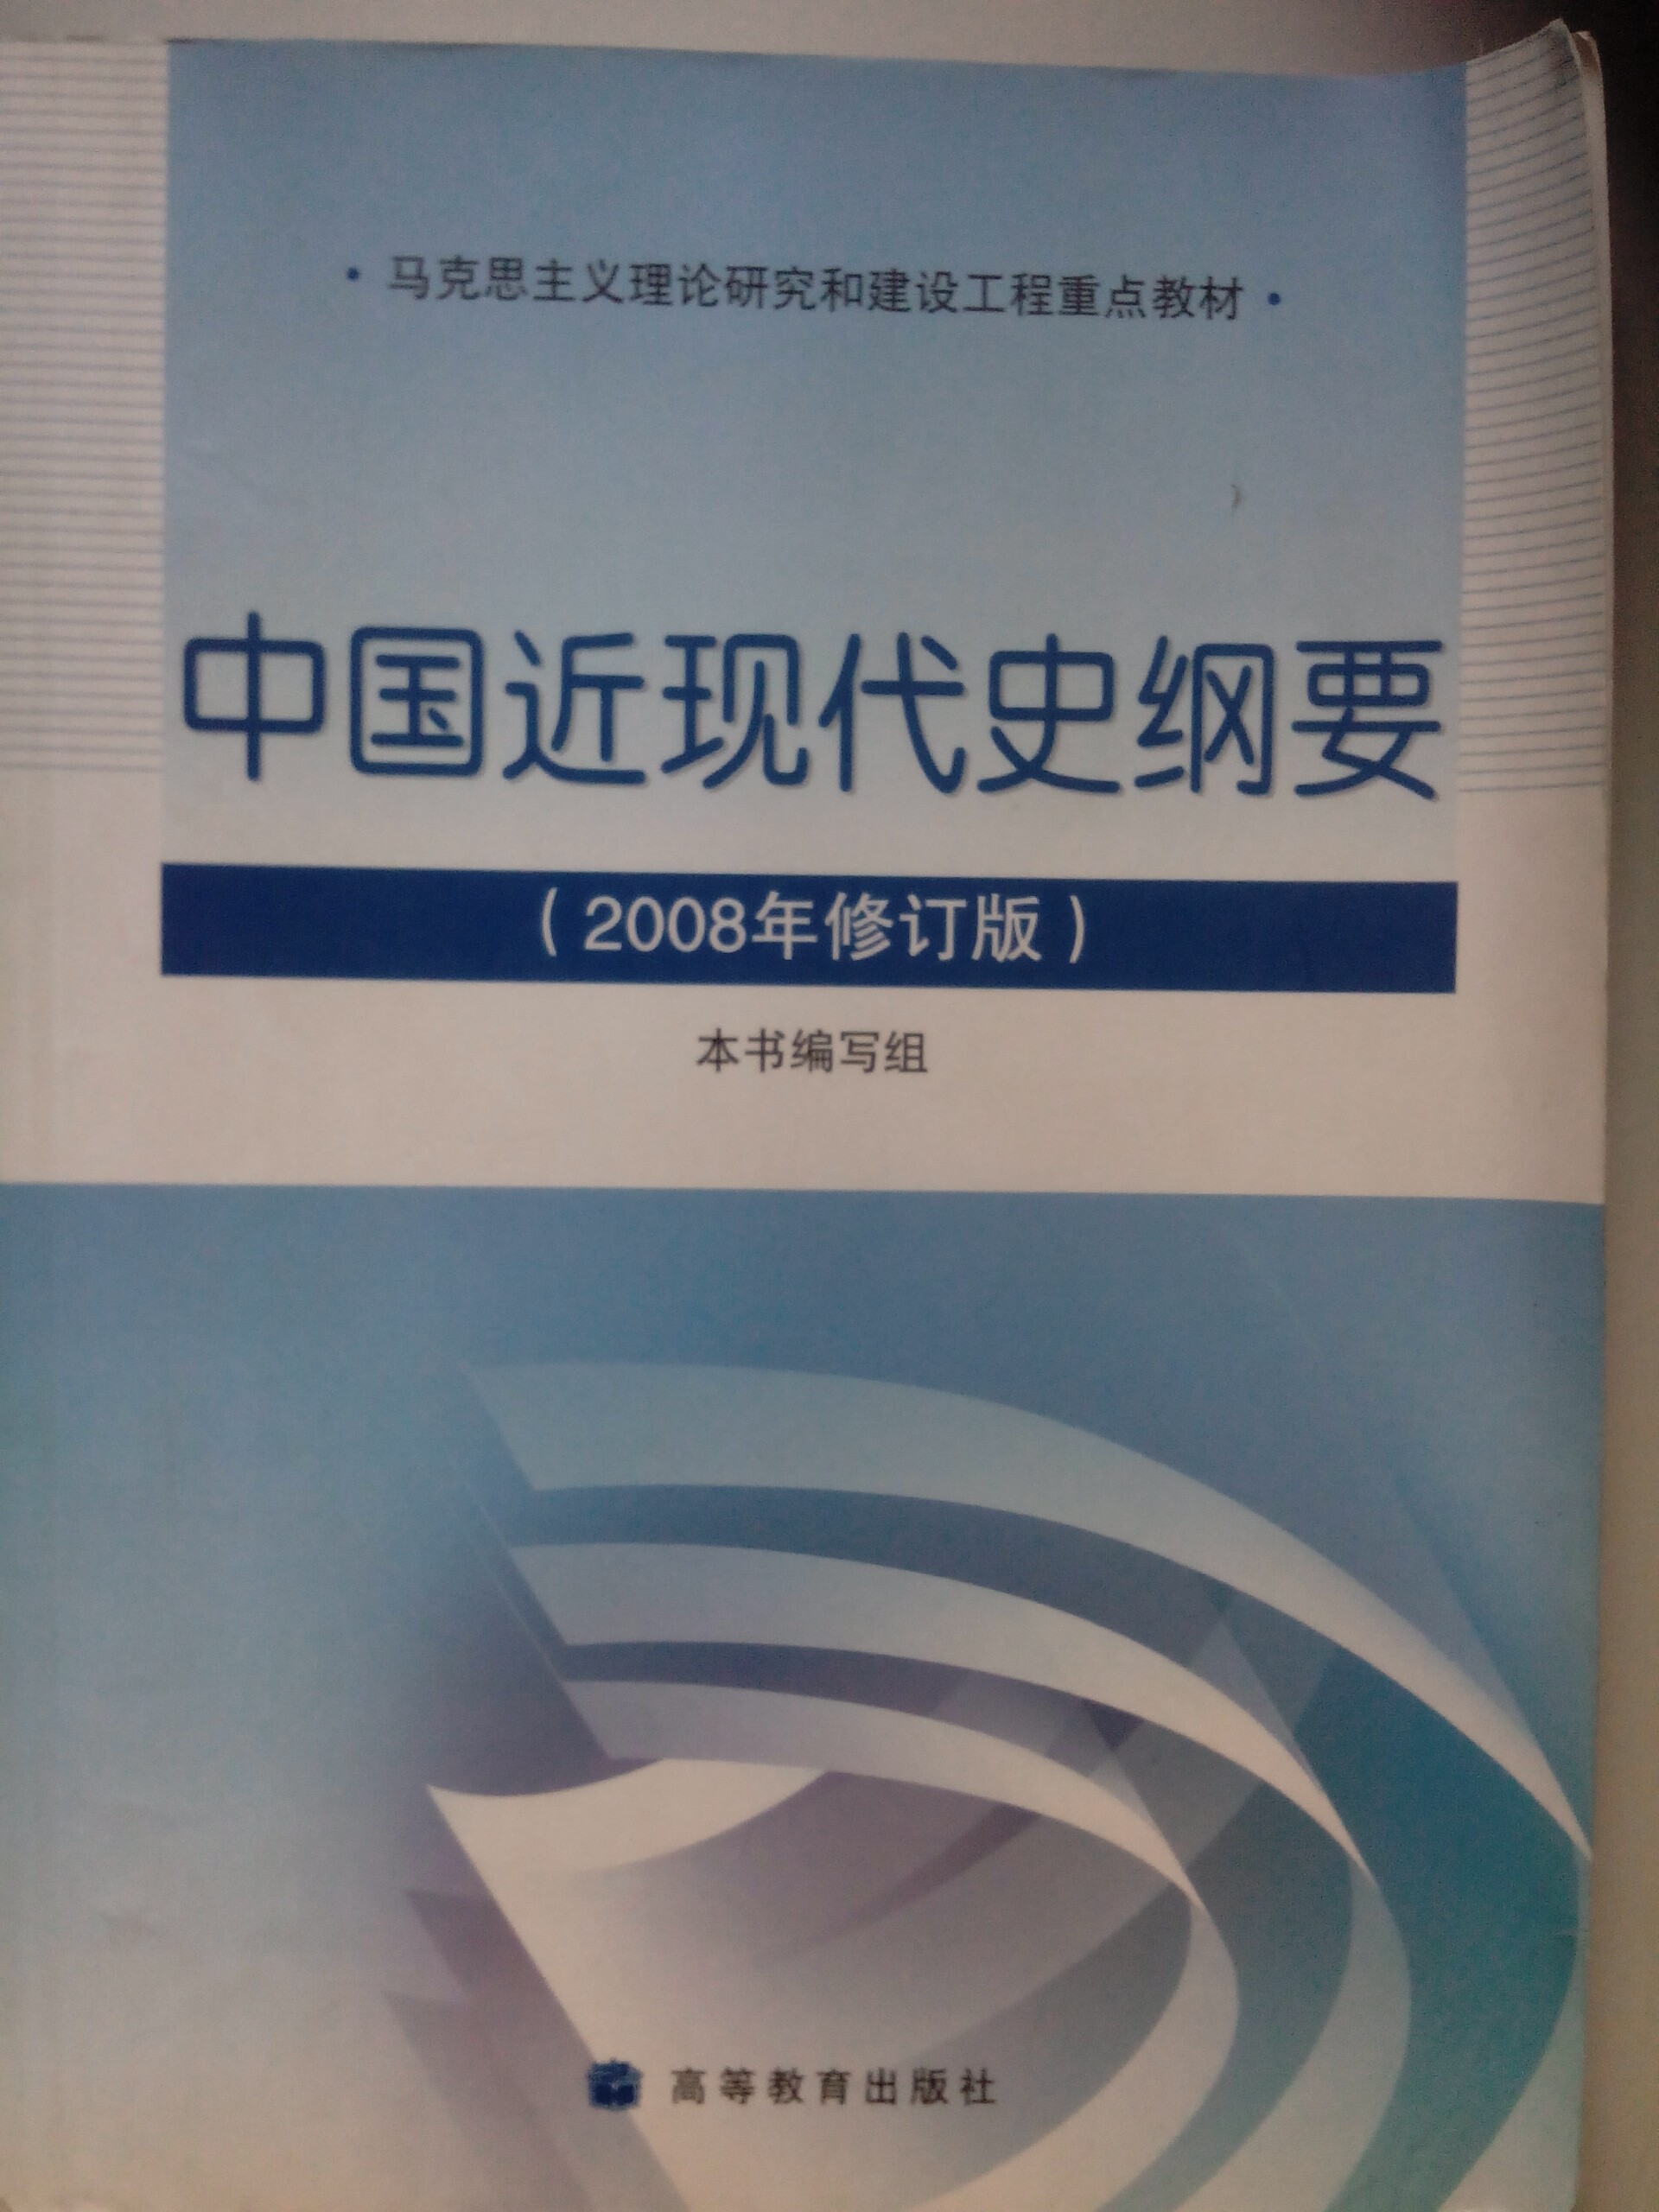 · 马克思主义理论研究和建设工程重点教材 ·
中国近现代史纲要
（2008年修订版）
本书编写组
高等教育出版社